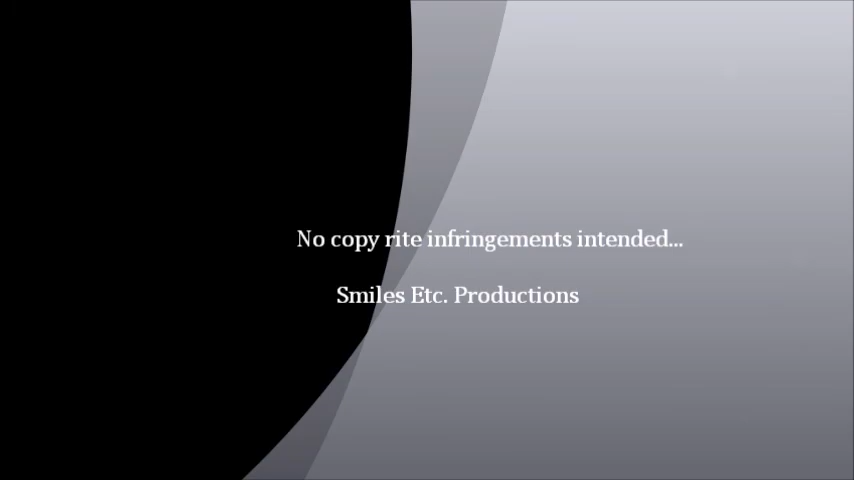 No copy rite infringements intended...
Smiles Etc. Productions